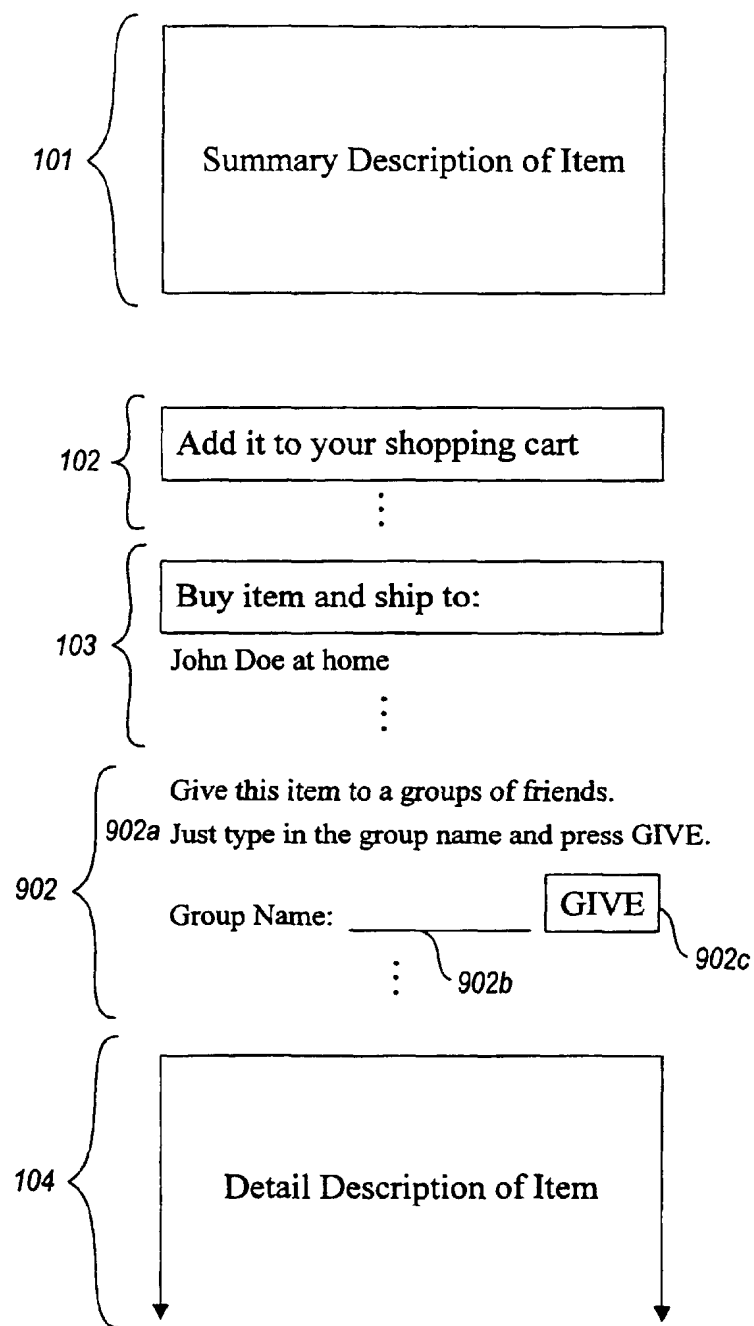 101
Summary Description of Item
102
Add it to your shopping cart
103
Buy item and ship to:
John Doe at home
902
Give this item to a groups of friends.
902a Just type in the group name and press GIVE.
Group Name: GIVE
902b
902c
104
Detail Description of Item